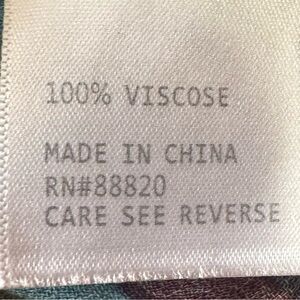 100% VISCOSE
MADE IN CHINA
RN#88820
CARE SEE REVERSE